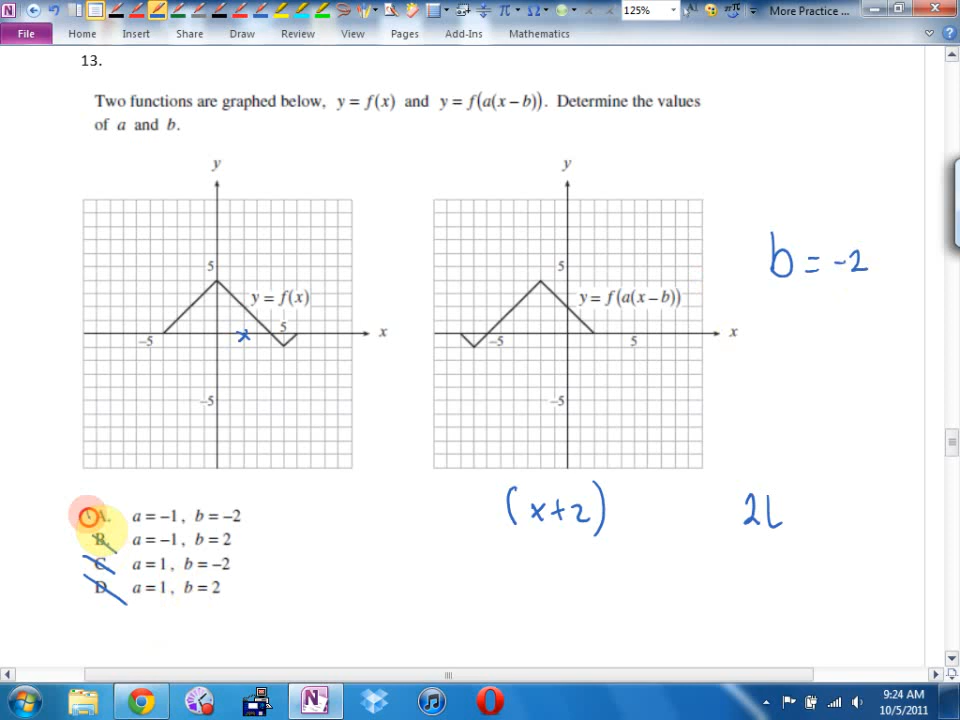 125%
More Practice ...
File Home Insert Share Draw Review View Pages Add-Ins Mathematics
13.
Two functions are graphed below, y = f(x) and y = f(a(x – b)). Determine the values
of a and b.
y
y
5
5
y = f(x)
y = f(a(x – b))
b = -2
5
x
x
–5
–5
5
–5
–5
x
(x+2)
2L
A. a = –1, b = –2
B. a = –1, b = 2
C. a = 1, b = –2
D. a = 1, b = 2
9:24 AM
10/5/2011